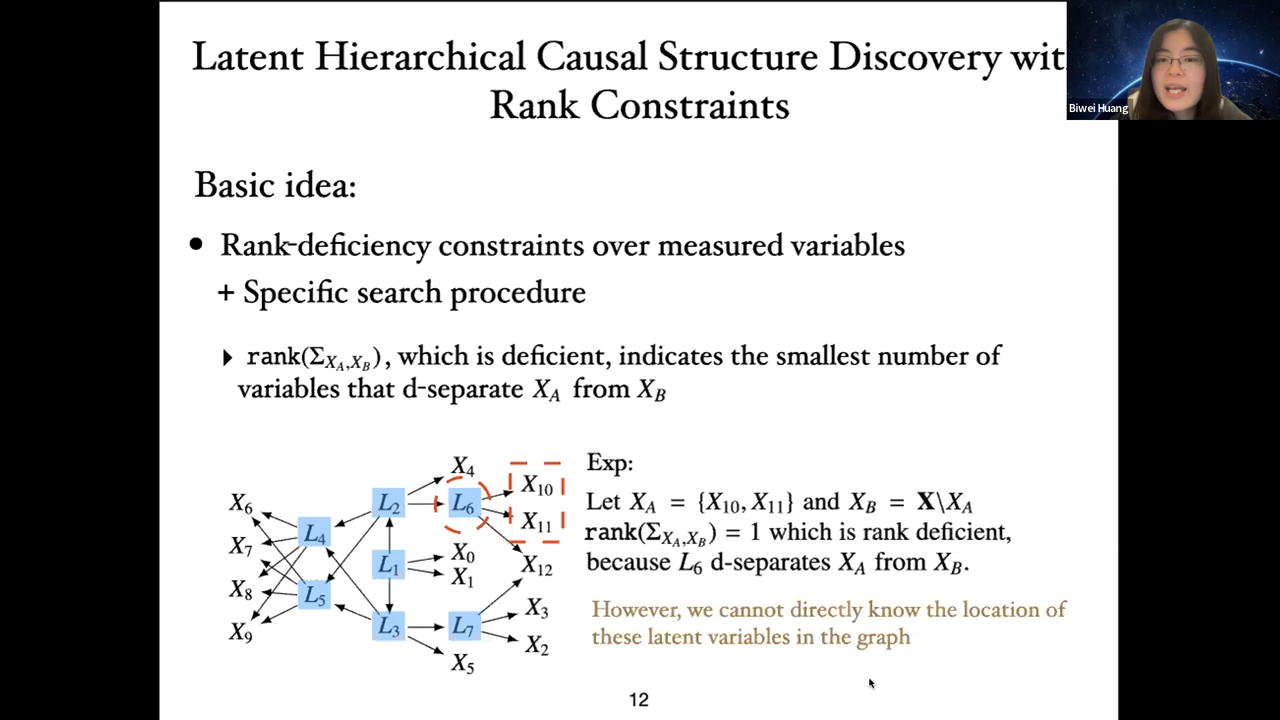 Latent Hierarchical Causal Structure Discovery wit
Rank Constraints
Biwei Huang
Basic idea:
• Rank-deficiency constraints over measured variables
+ Specific search procedure
▸ rank(Σ_{X_A,X_B}), which is deficient, indicates the smallest number of
variables that d-separate X_A from X_B
Exp:
Let X_A = {X_10, X_11} and X_B = X\X_A
rank(Σ_{X_A,X_B}) = 1 which is rank deficient,
because L_6 d-separates X_A from X_B.
However, we cannot directly know the location of
these latent variables in the graph
X_4
X_10
X_6
L_2
L_6
X_11
L_4
X_7
X_0
L_1
X_12
X_1
X_8
L_5
X_3
X_9
L_3
L_7
X_2
X_5
12